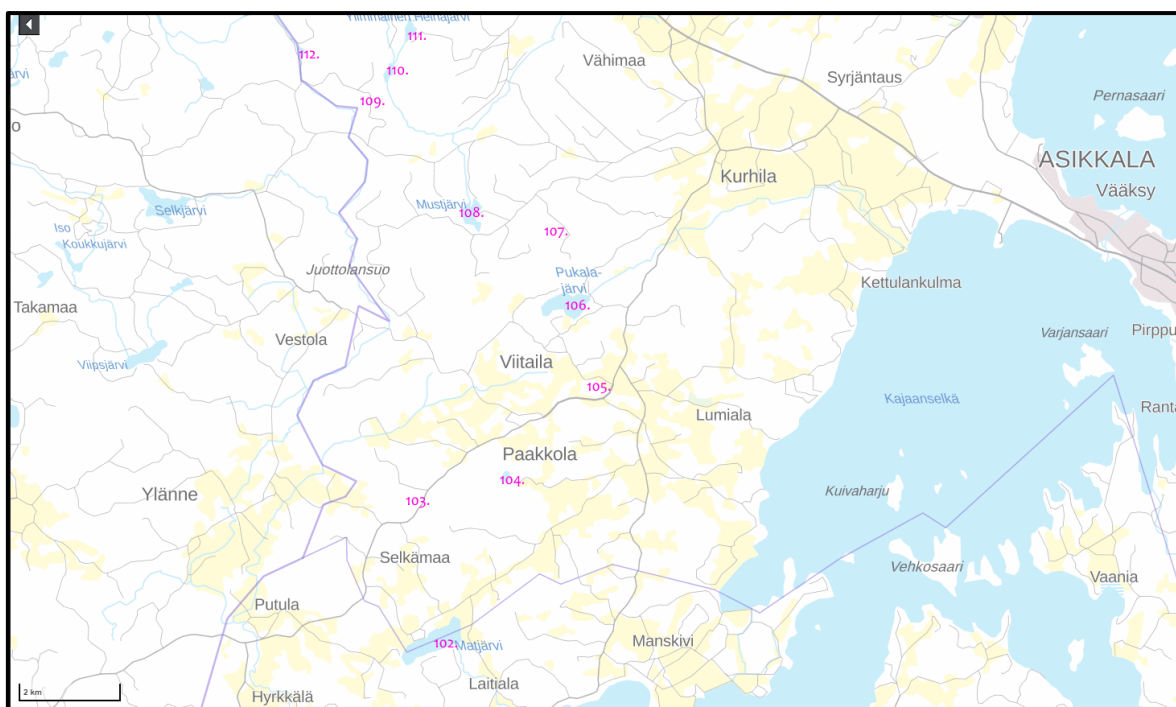 Ylimmäinen Heinäjärvi
111.
112.
110.
Vähimaa
Syrjäntaus
ärvi
109.
Pernasaari
o
ASIKKALA
Kurhila
Vääksy
Selkjärvi
Mustjärvi
108.
Iso
Koukkujärvi
107.
Juottolansuo
Pukala-
järvi
Kettulankulma
Takamaa
106.
Vestola
Varjansaari
Pirppu
Viipsjärvi
Viitaila
105.
Kajaanselkä
Ranta
Lumiala
Paakkola
104.
Ylänne
Kuivaharju
103.
Selkämaa
Vehkosaari
Vaania
Putula
102.
Matjärvi
Manskivi
Laitiala
Hyrkkälä
2 km